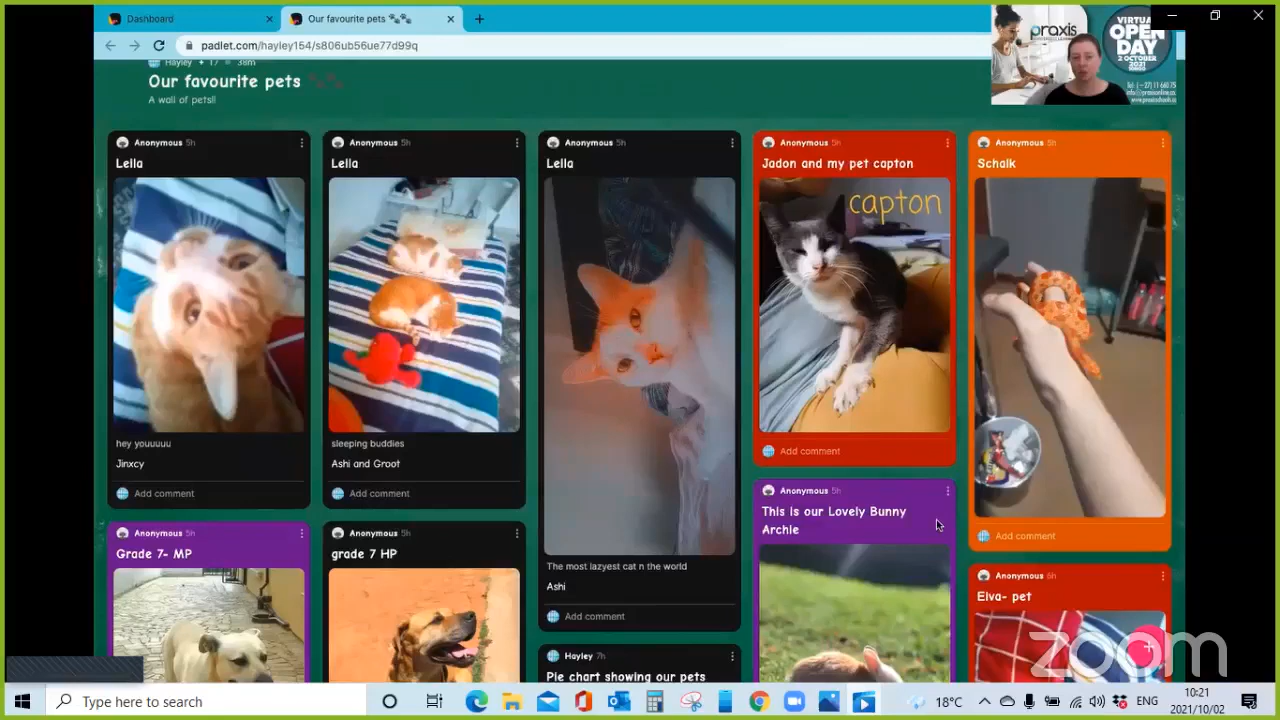 Dashboard
Our favourite pets
padlet.com/hayley154/s806ub56ue77d99q
praxis
VIRTUAL
OPEN
DAY
2 OCTOBER
2021
Hayley + 17 38m
Our favourite pets
A wall of pets!!
Anonymous 5h
Lella
hey youuuuu
Jinxcy
Add comment
Anonymous 5h
Lella
sleeping buddies
Ashi and Groot
Add comment
Anonymous 5h
Lella
The most lazyest cat n the world
Ashi
Add comment
Anonymous 5h
Jadon and my pet capton
capton
Add comment
Anonymous 5h
Schalk
Add comment
Anonymous 5h
Grade 7- MP
Anonymous 5h
grade 7 HP
Hayley 7h
Pie chart showing our pets
Anonymous 5h
This is our Lovely Bunny
Archie
Anonymous 6h
Elva- pet
zoom
Type here to search
18°C
ENG
10:21
2021/10/02